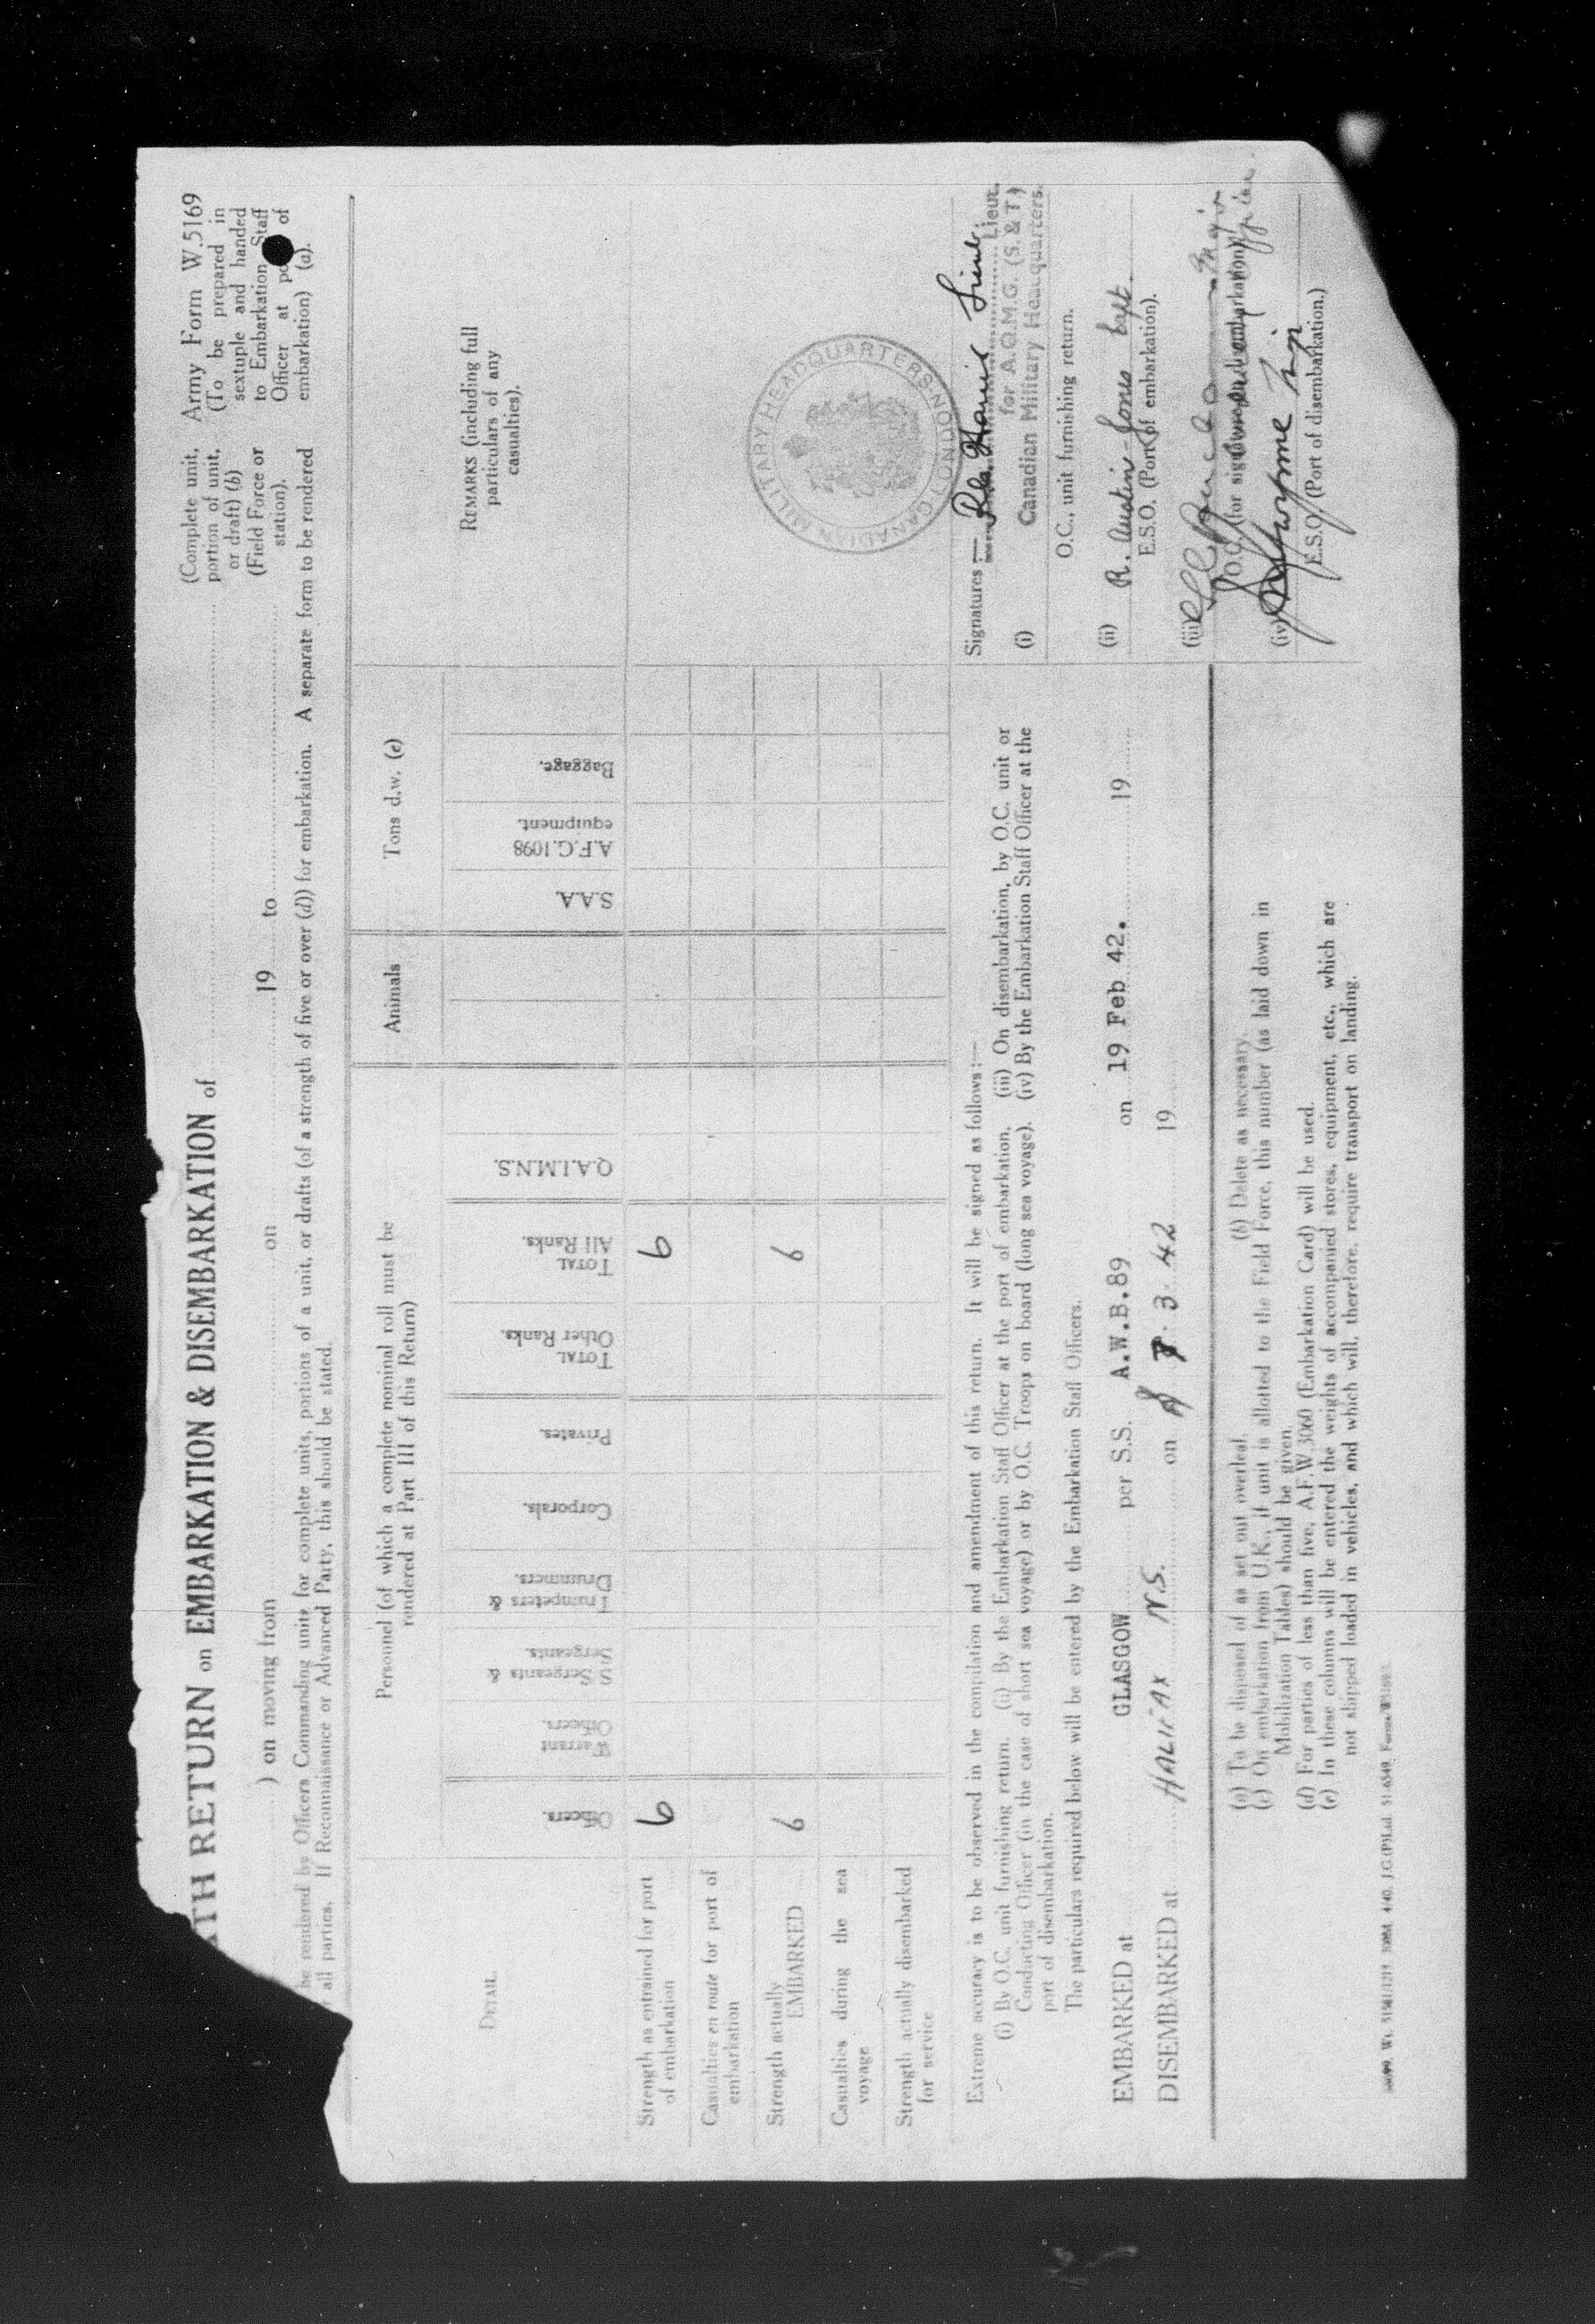 TH RETURN on EMBARKATION & DISEMBARKATION of
(Complete unit, portion of unit, or draft) (b)
(Field Force or station).
Army Form W.5169
(To be prepared in sextuple and handed to Embarkation Staff Officer at port of embarkation) (a).
) on moving from on 19 to
be rendered by Officers Commanding units for complete units, portions of a unit, or drafts (of a strength of five or over (d)) for embarkation. A separate form to be rendered
all parties. If Reconnaissance or Advanced Party, this should be stated.
DETAIL.
Personnel (of which a complete nominal roll must be rendered at Part III of this Return)
Animals
Tons d.w. (e)
REMARKS (including full particulars of any casualties).
Officers.
Warrant Officers.
S/Sergeants & Sergeants.
Trumpeters & Drummers.
Corporals.
Privates.
TOTAL Other Ranks.
TOTAL All Ranks.
Q.A.I.M.N.S.
S.A.A.
A.F.G.1098 equipment.
Baggage.
Strength as entrained for port of embarkation 6 6
Casualties en route for port of embarkation
Strength actually EMBARKED 6 6
Casualties during the sea voyage
Strength actually disembarked for service
CANADIAN MILITARY HEADQUARTERS LONDON
Extreme accuracy is to be observed in the compilation and amendment of this return. It will be signed as follows:—
(i) By O.C. unit furnishing return. (ii) By the Embarkation Staff Officer at the port of embarkation. (iii) On disembarkation, by O.C. unit or
Conducting Officer (in the case of short sea voyage) or by O.C. Troops on board (long sea voyage). (iv) By the Embarkation Staff Officer at the
port of disembarkation.
The particulars required below will be entered by the Embarkation Staff Officers.
EMBARKED at GLASGOW per S.S. A.W.B.89 on 19 Feb 42. 19
DISEMBARKED at HALIFAX N.S. on 3 42 19
Signatures:—
Lieut.
(i) for A.Q.M.G. (S. & T)
Canadian Military Headquarters.
O.C., unit furnishing return.
(ii) R. Austin-Jones Capt.
E.S.O. (Port of embarkation).
(iii) Major
O.C. (for
(iv)
E.S.O. (Port of disembarkation.)
(a) To be disposed of as set out overleaf. (b) Delete as necessary.
(c) On embarkation from U.K., if unit is allotted to the Field Force, this number (as laid down in
Mobilization Tables) should be given.
(d) For parties of less than five, A.F.W.3060 (Embarkation Card) will be used.
(e) In these columns will be entered the weights of accompanied stores, equipment, etc., which are
not shipped loaded in vehicles, and which will, therefore, require transport on landing.